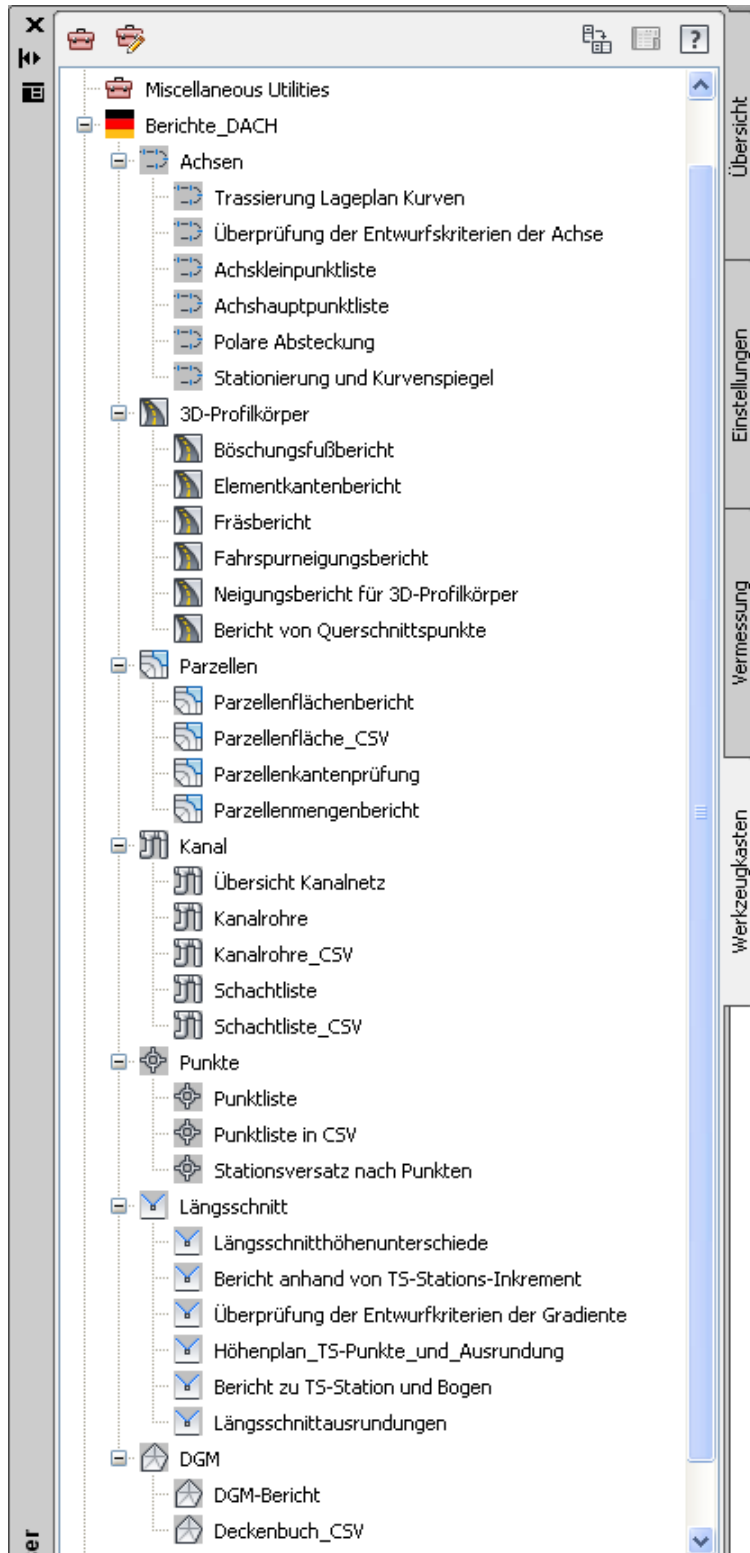 ?
Miscellaneous Utilities
Berichte_DACH
Achsen
Trassierung Lageplan Kurven
Überprüfung der Entwurfskriterien der Achse
Achskleinpunktliste
Achshauptpunktliste
Polare Absteckung
Stationierung und Kurvenspiegel
3D-Profilkörper
Böschungsfußbericht
Elementkantenbericht
Fräsbericht
Fahrspurneigungsbericht
Neigungsbericht für 3D-Profilkörper
Bericht von Querschnittspunkte
Parzellen
Parzellenflächenbericht
Parzellenfläche_CSV
Parzellenkantenprüfung
Parzellenmengenbericht
Kanal
Übersicht Kanalnetz
Kanalrohre
Kanalrohre_CSV
Schachtliste
Schachtliste_CSV
Punkte
Punktliste
Punktliste in CSV
Stationsversatz nach Punkten
Längsschnitt
Längsschnitthöhenunterschiede
Bericht anhand von TS-Stations-Inkrement
Überprüfung der Entwurfkriterien der Gradiente
Höhenplan_TS-Punkte_und_Ausrundung
Bericht zu TS-Station und Bogen
Längsschnittausrundungen
DGM
DGM-Bericht
Deckenbuch_CSV
Übersicht
Einstellungen
Vermessung
Werkzeugkasten
er